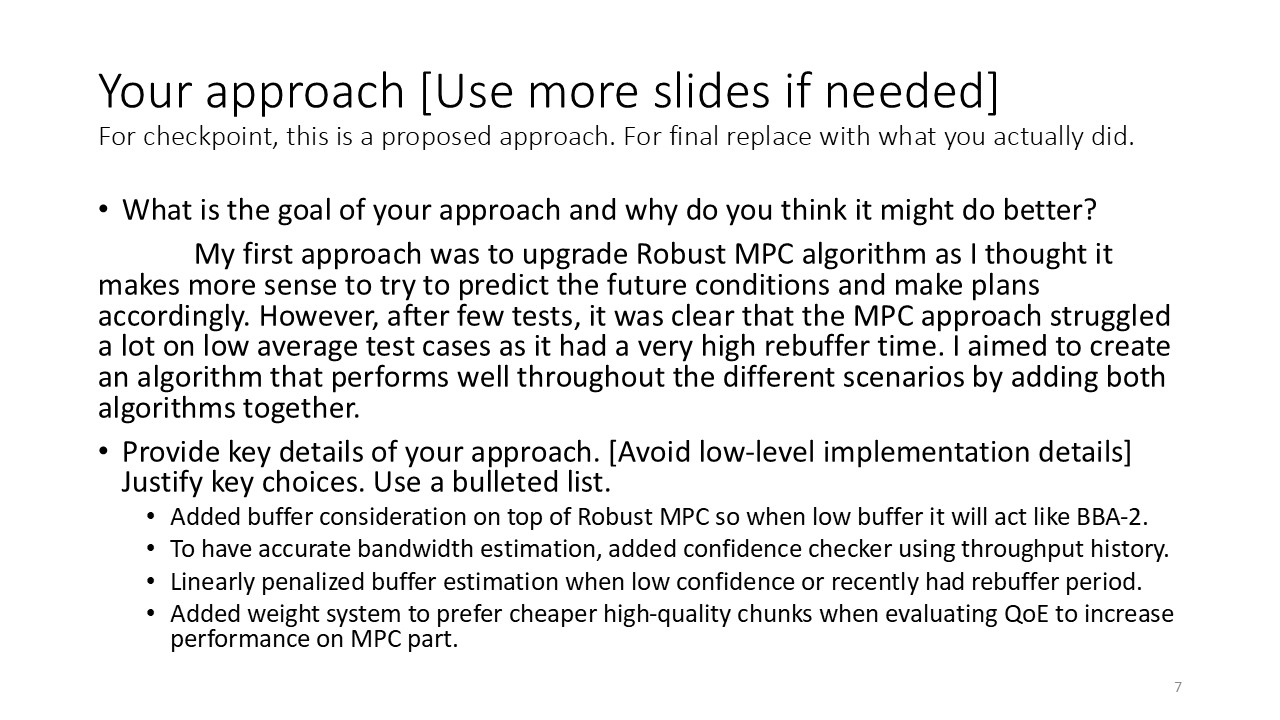 Your approach [Use more slides if needed]
For checkpoint, this is a proposed approach. For final replace with what you actually did.
• What is the goal of your approach and why do you think it might do better?
My first approach was to upgrade Robust MPC algorithm as I thought it
makes more sense to try to predict the future conditions and make plans
accordingly. However, after few tests, it was clear that the MPC approach struggled
a lot on low average test cases as it had a very high rebuffer time. I aimed to create
an algorithm that performs well throughout the different scenarios by adding both
algorithms together.
• Provide key details of your approach. [Avoid low-level implementation details]
Justify key choices. Use a bulleted list.
• Added buffer consideration on top of Robust MPC so when low buffer it will act like BBA-2.
• To have accurate bandwidth estimation, added confidence checker using throughput history.
• Linearly penalized buffer estimation when low confidence or recently had rebuffer period.
• Added weight system to prefer cheaper high-quality chunks when evaluating QoE to increase
performance on MPC part.
7